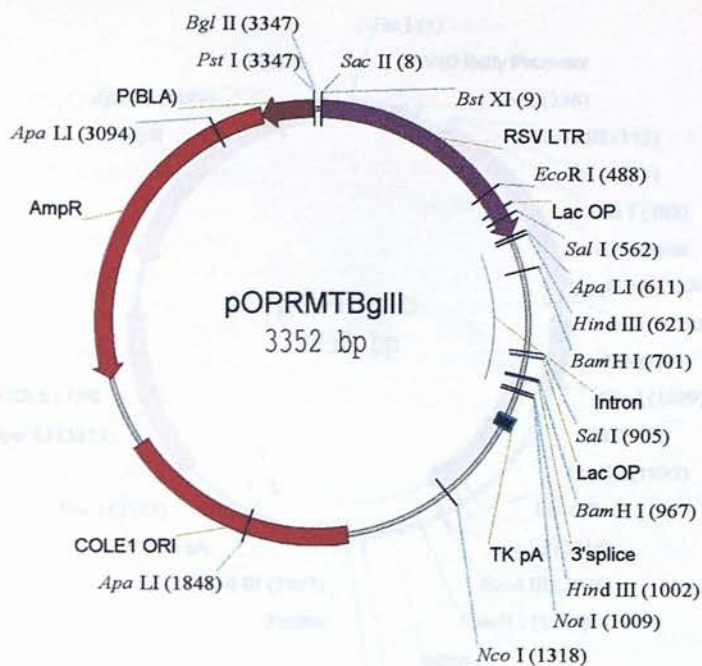 Bgl II (3347)
Pst I (3347)
Sac II (8)
P(BLA)
Bst XI (9)
Apa LI (3094)
RSV LTR
EcoR I (488)
AmpR
Lac OP
Sal I (562)
Apa LI (611)
pOPRMTBglII
3352 bp
Hind III (621)
BamH I (701)
Intron
Sal I (905)
Lac OP
BamH I (967)
COLE1 ORI
TK pA
3'splice
Apa LI (1848)
Hind III (1002)
Not I (1009)
Nco I (1318)